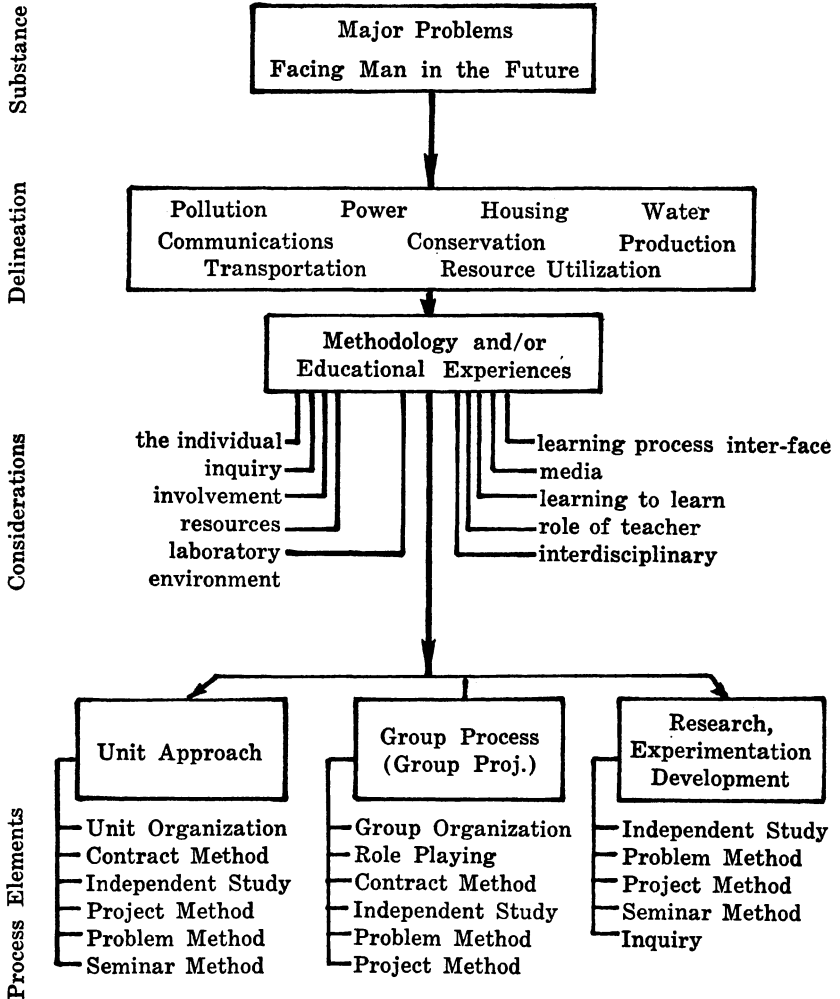 Substance
Major Problems
Facing Man in the Future
Delineation
Pollution Power Housing Water
Communications Conservation Production
Transportation Resource Utilization
Methodology and/or
Educational Experiences
Considerations
the individual
inquiry
involvement
resources
laboratory
environment
learning process inter-face
media
learning to learn
role of teacher
interdisciplinary
Process Elements
Unit Approach
Unit Organization
Contract Method
Independent Study
Project Method
Problem Method
Seminar Method
Group Process
(Group Proj.)
Group Organization
Role Playing
Contract Method
Independent Study
Problem Method
Project Method
Research,
Experimentation
Development
Independent Study
Problem Method
Project Method
Seminar Method
Inquiry